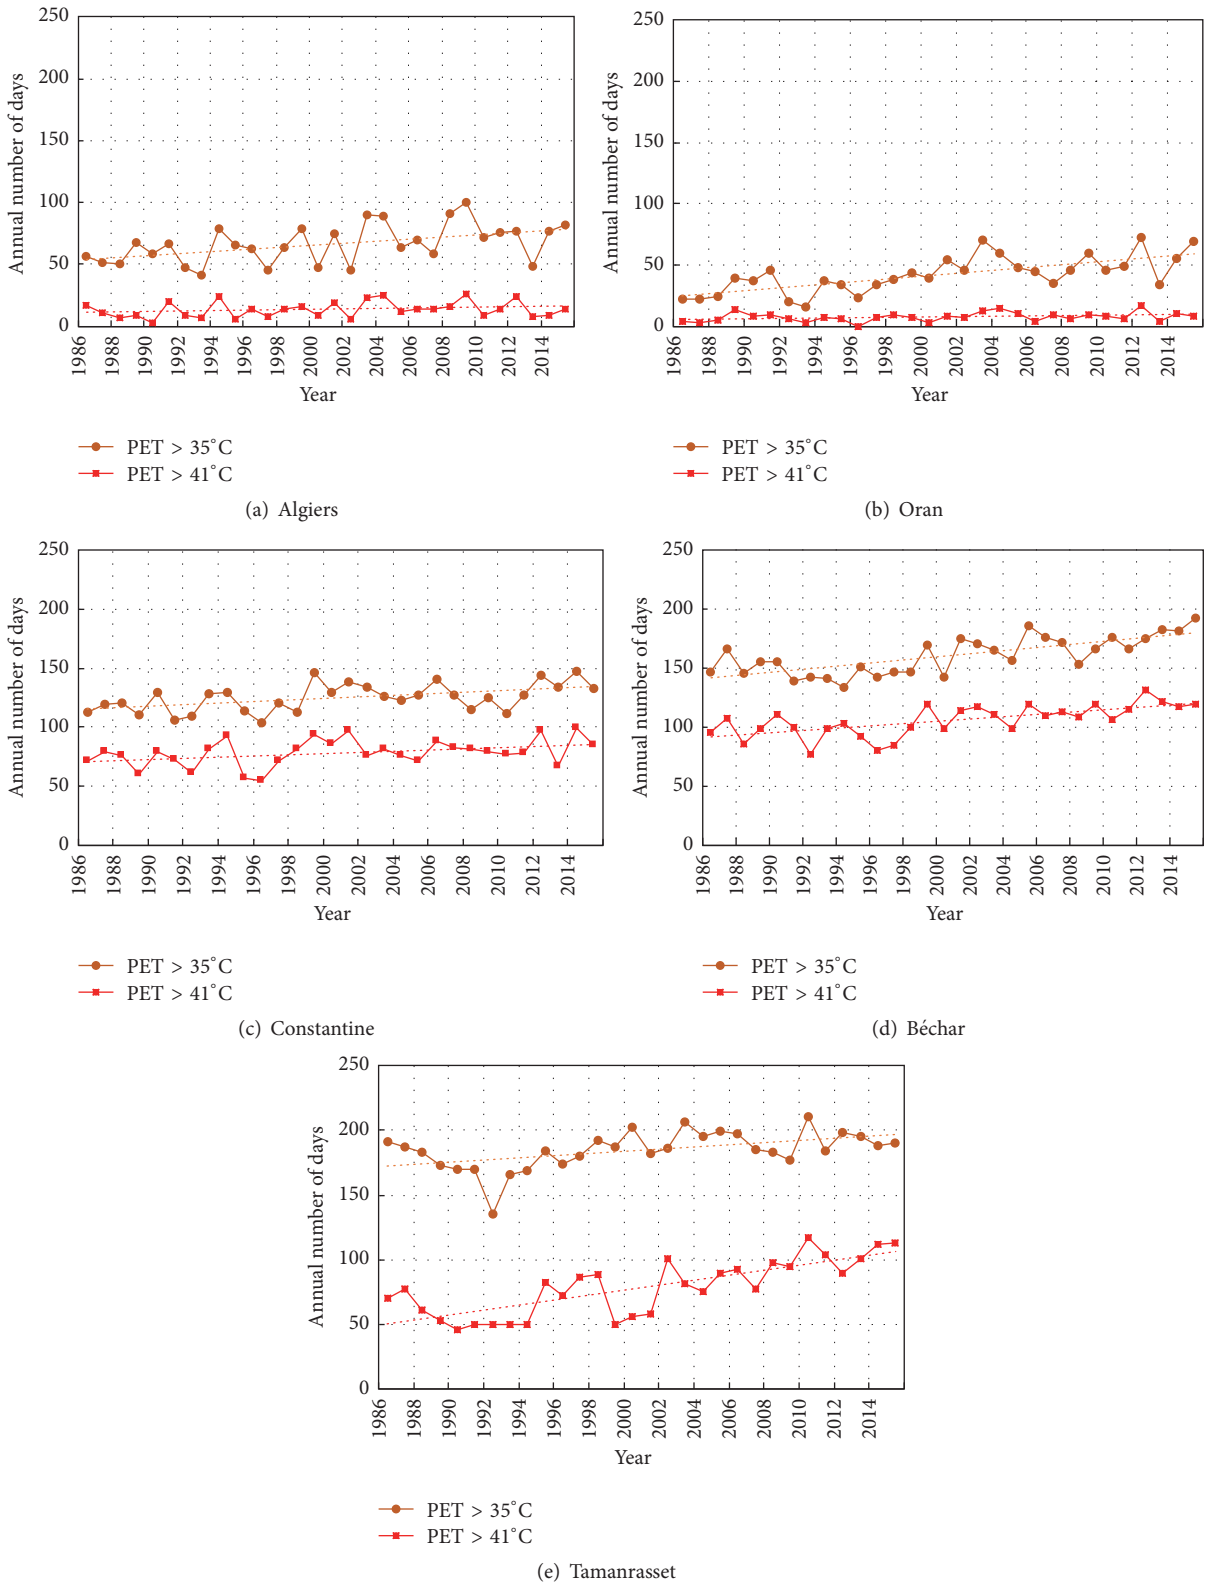 250
200
150
100
50
0
Annual number of days
1986 1988 1990 1992 1994 1996 1998 2000 2002 2004 2006 2008 2010 2012 2014
Year
PET > 35°C
PET > 41°C
(a) Algiers
250
200
150
100
50
0
Annual number of days
1986 1988 1990 1992 1994 1996 1998 2000 2002 2004 2006 2008 2010 2012 2014
Year
PET > 35°C
PET > 41°C
(b) Oran
250
200
150
100
50
0
Annual number of days
1986 1988 1990 1992 1994 1996 1998 2000 2002 2004 2006 2008 2010 2012 2014
Year
PET > 35°C
PET > 41°C
(c) Constantine
250
200
150
100
50
0
Annual number of days
1986 1988 1990 1992 1994 1996 1998 2000 2002 2004 2006 2008 2010 2012 2014
Year
PET > 35°C
PET > 41°C
(d) Béchar
250
200
150
100
50
0
Annual number of days
1986 1988 1990 1992 1994 1996 1998 2000 2002 2004 2006 2008 2010 2012 2014
Year
PET > 35°C
PET > 41°C
(e) Tamanrasset